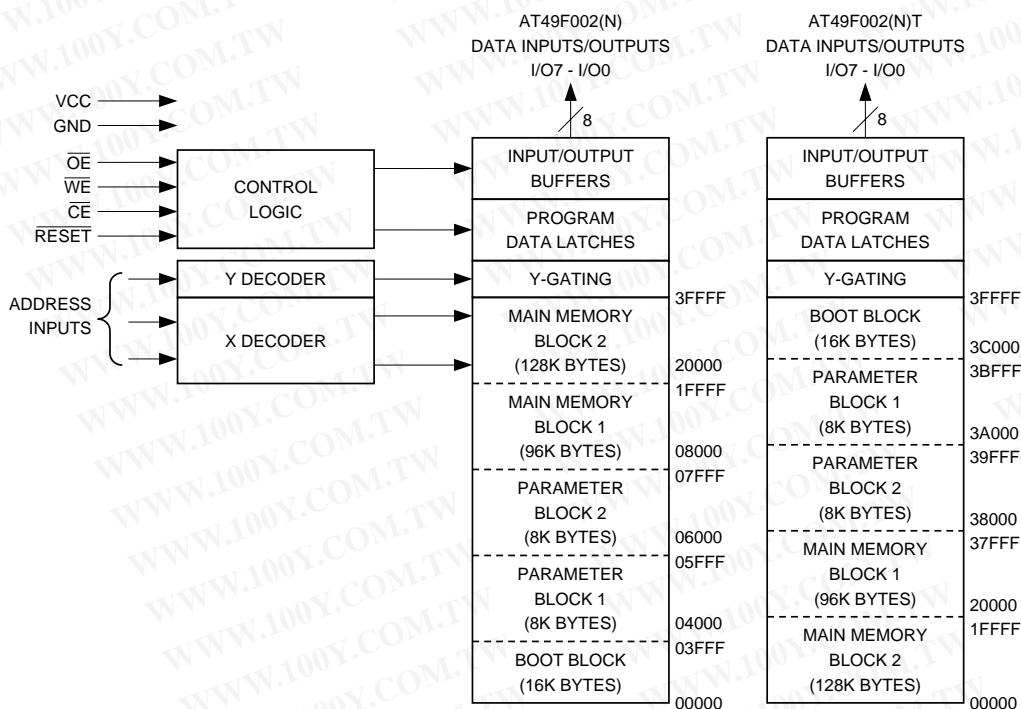 AT49F002(N)
DATA INPUTS/OUTPUTS
I/O7 - I/O0
8
AT49F002(N)T
DATA INPUTS/OUTPUTS
I/O7 - I/O0
8
VCC
GND
OE
WE
CE
RESET
ADDRESS
INPUTS
CONTROL
LOGIC
Y DECODER
X DECODER
INPUT/OUTPUT
BUFFERS
PROGRAM
DATA LATCHES
Y-GATING
3FFFF
MAIN MEMORY
BLOCK 2
(128K BYTES)
20000
1FFFF
MAIN MEMORY
BLOCK 1
(96K BYTES)
08000
07FFF
PARAMETER
BLOCK 2
(8K BYTES)
06000
05FFF
PARAMETER
BLOCK 1
(8K BYTES)
04000
03FFF
BOOT BLOCK
(16K BYTES)
00000
INPUT/OUTPUT
BUFFERS
PROGRAM
DATA LATCHES
Y-GATING
3FFFF
BOOT BLOCK
(16K BYTES)
3C000
3BFFF
PARAMETER
BLOCK 1
(8K BYTES)
3A000
39FFF
PARAMETER
BLOCK 2
(8K BYTES)
38000
37FFF
MAIN MEMORY
BLOCK 1
(96K BYTES)
20000
1FFFF
MAIN MEMORY
BLOCK 2
(128K BYTES)
00000
WWW.100Y.COM.TW